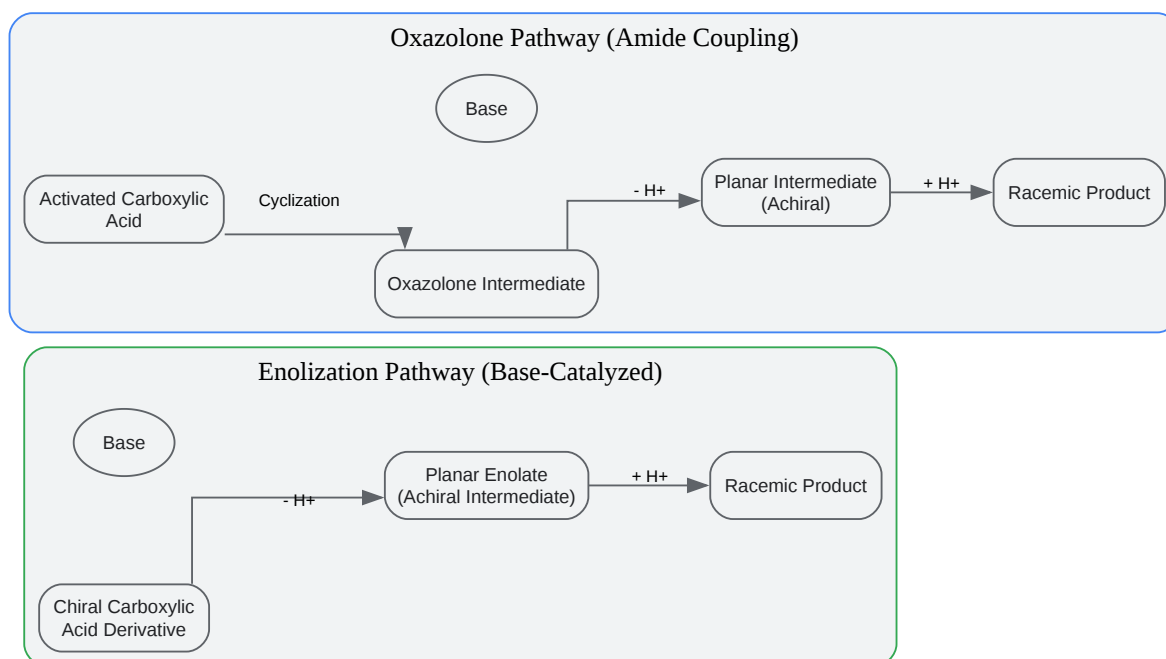 Oxazolone Pathway (Amide Coupling)
Base
Activated Carboxylic
Acid
Cyclization
Oxazolone Intermediate
- H+
Planar Intermediate
(Achiral)
+ H+
Racemic Product
Enolization Pathway (Base-Catalyzed)
Base
Chiral Carboxylic
Acid Derivative
- H+
Planar Enolate
(Achiral Intermediate)
+ H+
Racemic Product